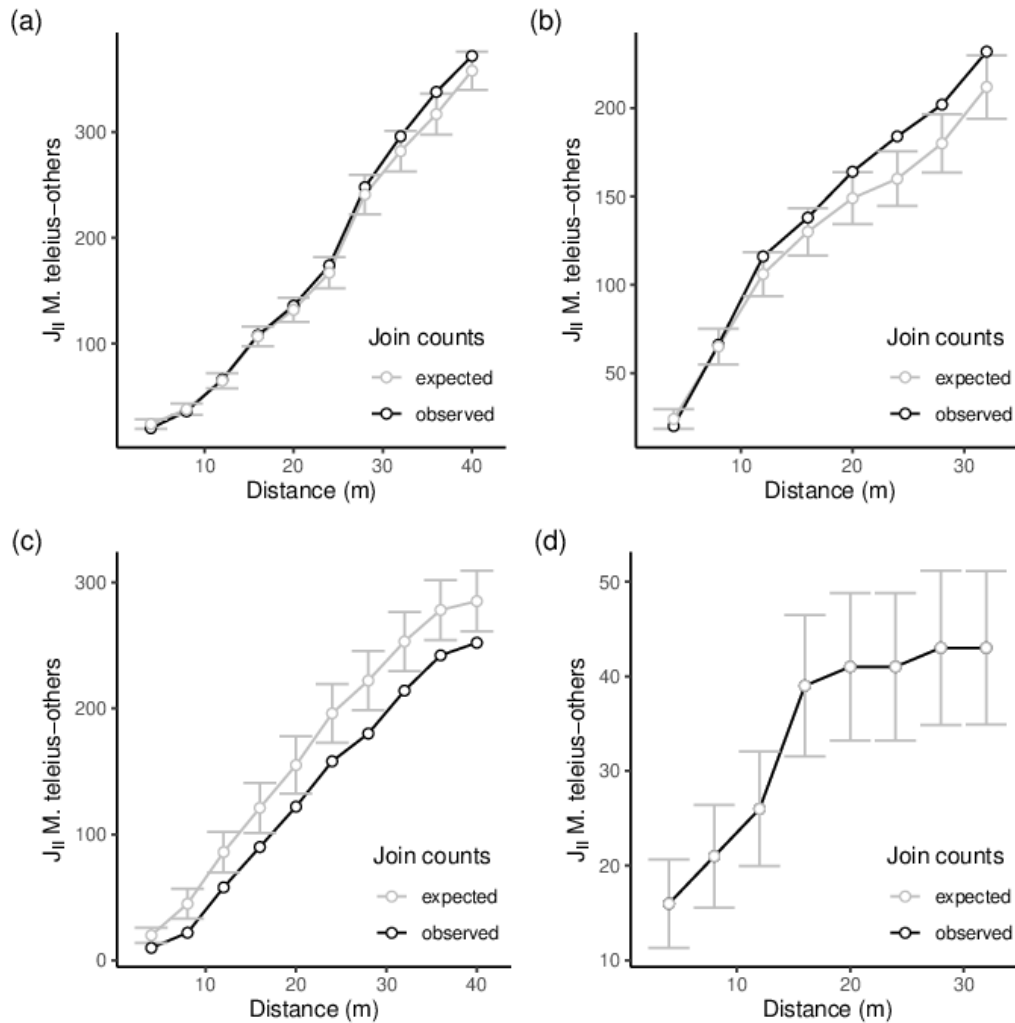 (a)
J_II M. teleius−others
300
200
100
Join counts
expected
observed
10 20 30 40
Distance (m)
(b)
J_II M. teleius−others
200
150
100
50
Join counts
expected
observed
10 20 30
Distance (m)
(c)
J_II M. teleius−others
300
200
100
0
Join counts
expected
observed
10 20 30 40
Distance (m)
(d)
J_II M. teleius−others
50
40
30
20
10
Join counts
expected
observed
10 20 30
Distance (m)